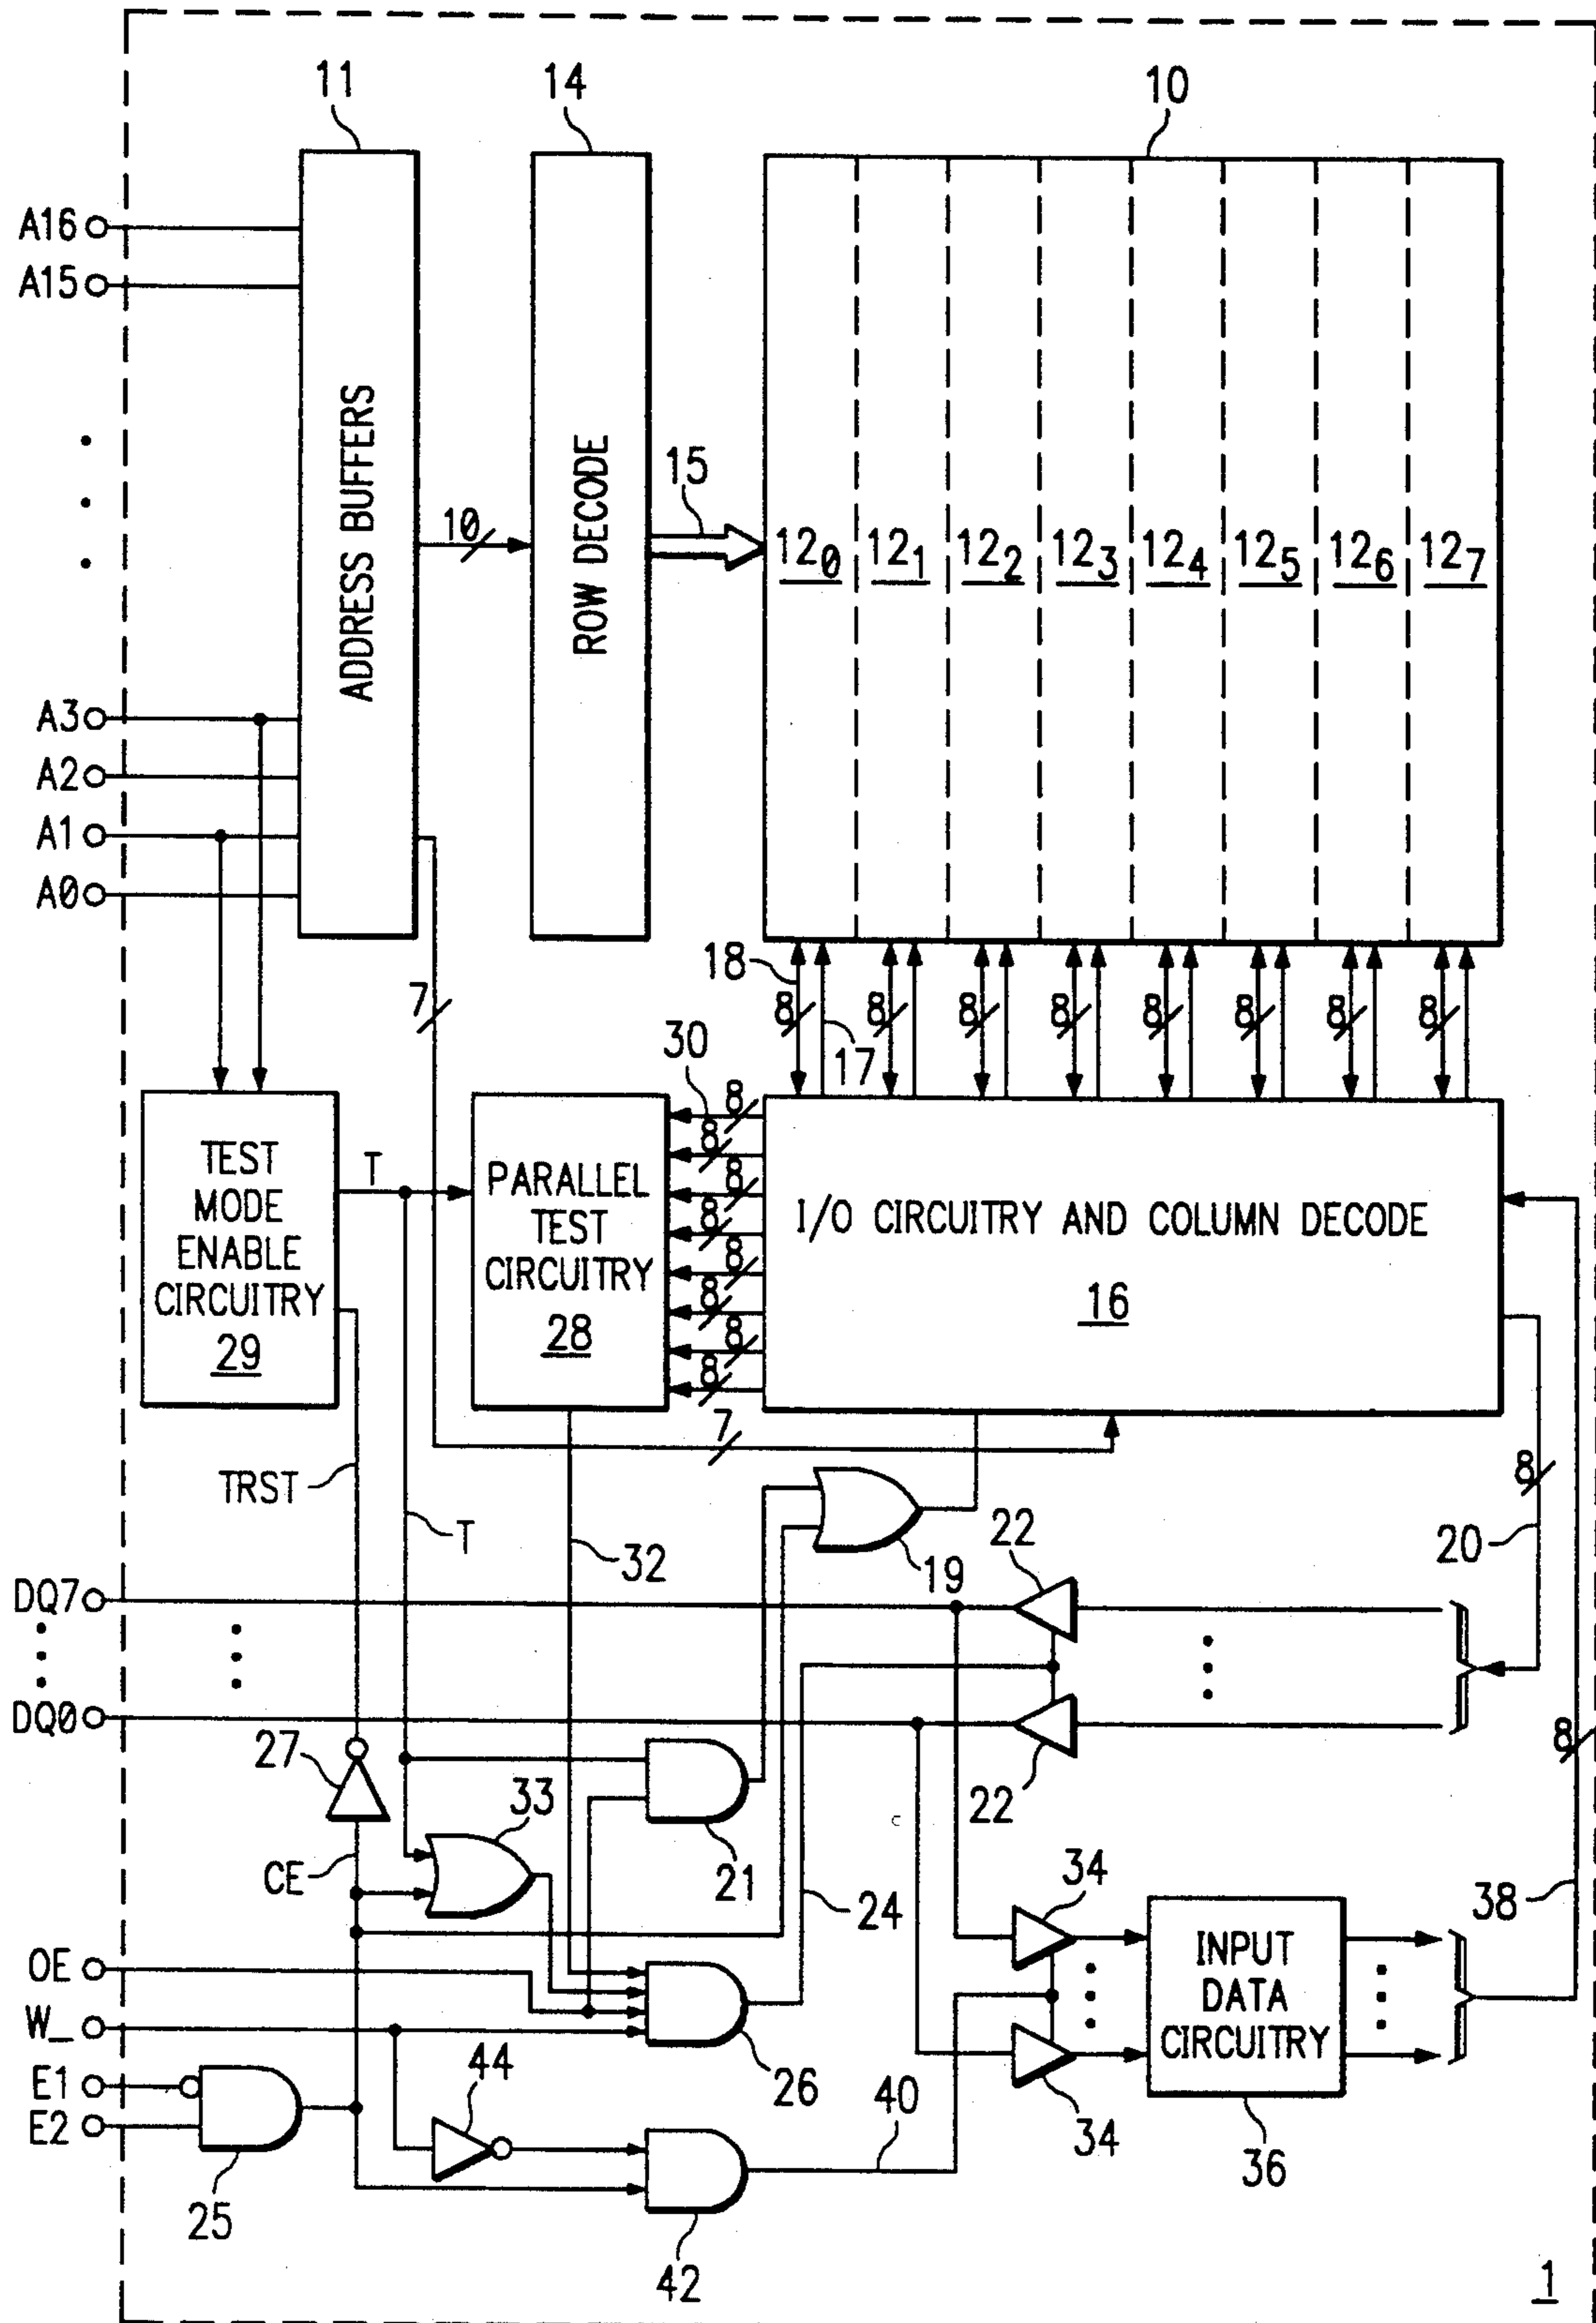 11
14
10
A16
A15
ADDRESS BUFFERS
10
ROW DECODE
15
12₀
12₁
12₂
12₃
12₄
12₅
12₆
12₇
A3
A2
A1
A0
18
7
8
8
8
8
8
8
8
8
17
30
TEST
MODE
ENABLE
CIRCUITRY
29
T
PARALLEL
TEST
CIRCUITRY
28
8
8
8
8
8
8
8
8
I/O CIRCUITRY AND COLUMN DECODE
16
7
TRST
T
32
19
22
8
20
DQ7
DQ0
27
33
CE
21
22
8
24
34
38
OE
W_
E1
E2
INPUT
DATA
CIRCUITRY
44
26
40
34
36
25
42
1